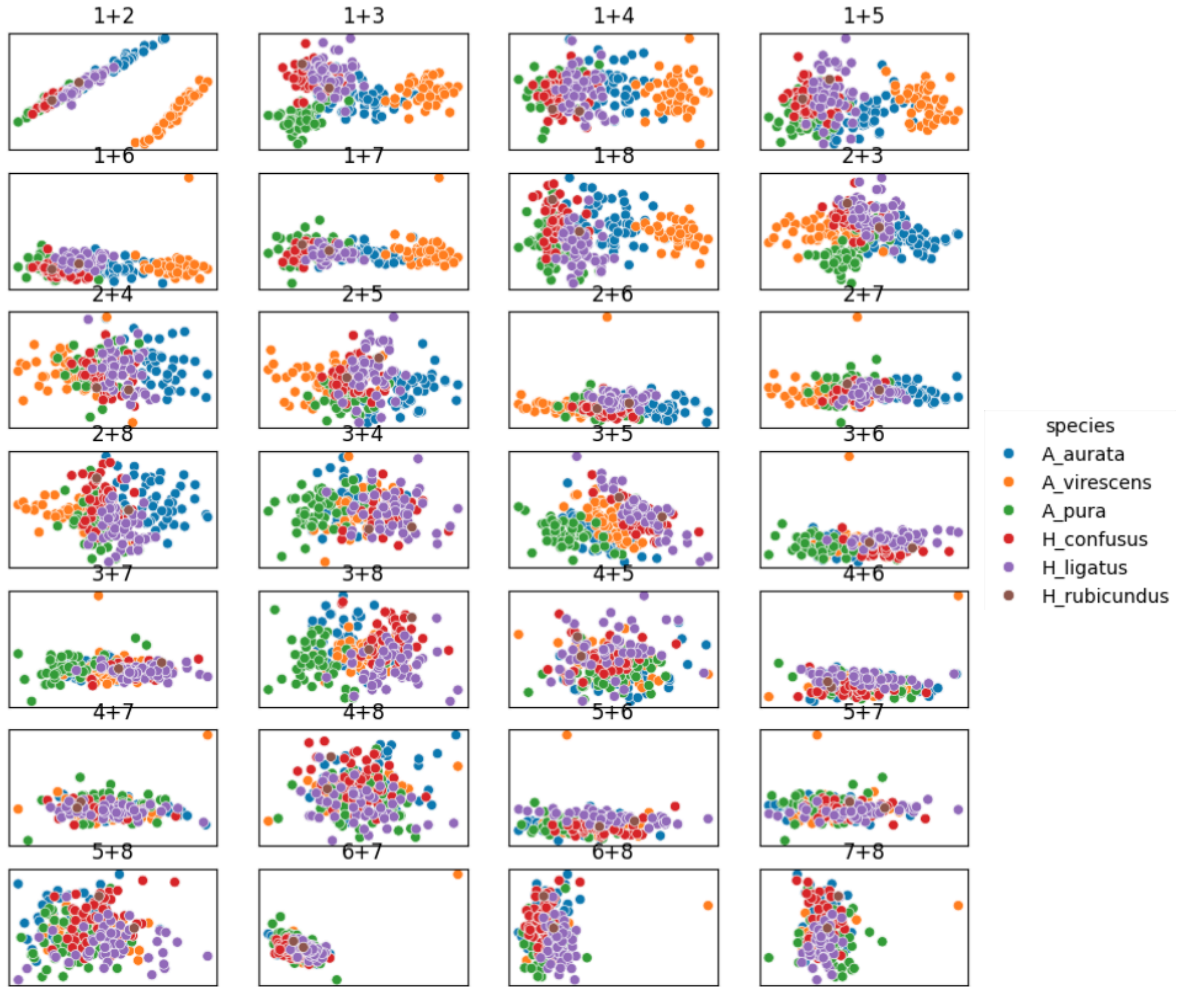 1+2 1+3 1+4 1+5
1+6 1+7 1+8 2+3
2+4 2+5 2+6 2+7
2+8 3+4 3+5 3+6
3+7 3+8 4+5 4+6
4+7 4+8 5+6 5+7
5+8 6+7 6+8 7+8
species
A_aurata
A_virescens
A_pura
H_confusus
H_ligatus
H_rubicundus